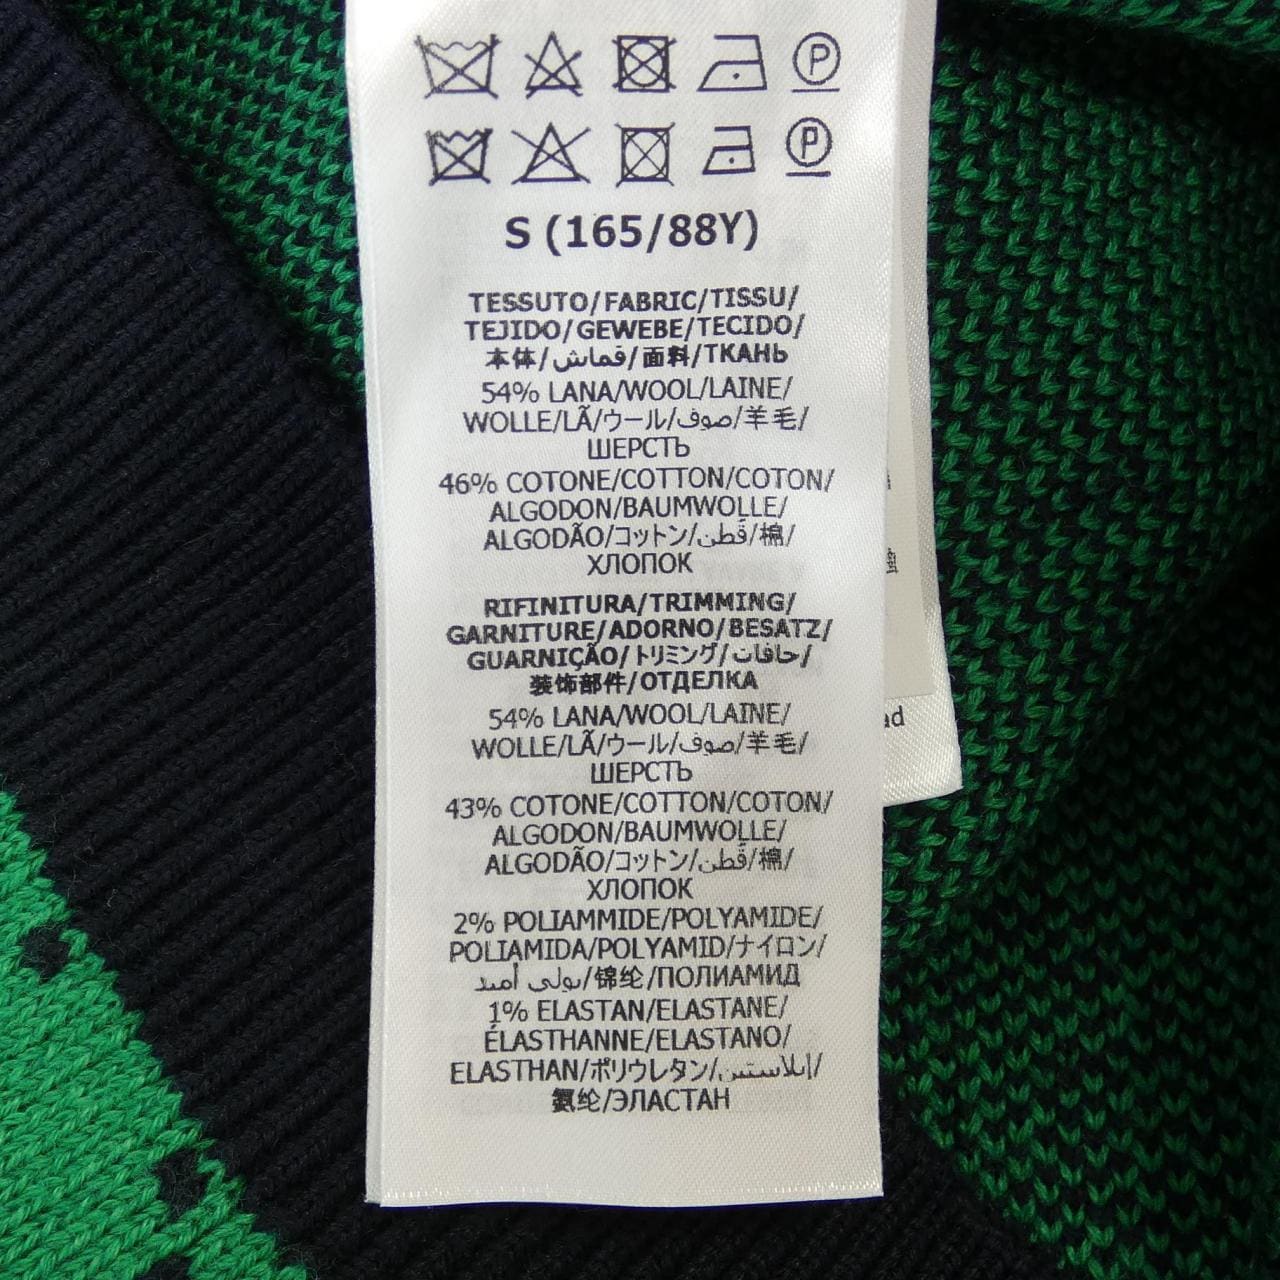 P
P
S (165/88Y)
TESSUTO/FABRIC/TISSU/
TEJIDO/GEWEBE/TECIDO/
本体/قماش/面料/ТКАНЬ
54% LANA/WOOL/LAINE/
WOLLE/LÃ/ウール/صوف/羊毛/
ШЕРСТЬ
46% COTONE/COTTON/COTON/
ALGODON/BAUMWOLLE/
ALGODÃO/コットン/قطن/棉/
ХЛОПОК
RIFINITURA/TRIMMING/
GARNITURE/ADORNO/BESATZ/
GUARNIÇÃO/トリミング/حافات/
装饰部件/ОТДЕЛКА
54% LANA/WOOL/LAINE/
WOLLE/LÃ/ウール/صوف/羊毛/
ШЕРСТЬ
43% COTONE/COTTON/COTON/
ALGODON/BAUMWOLLE/
ALGODÃO/コットン/قطن/棉/
ХЛОПОК
2% POLIAMMIDE/POLYAMIDE/
POLIAMIDA/POLYAMID/ナイロン/
بولي أميد/锦纶/ПОЛИАМИД
1% ELASTAN/ELASTANE/
ÉLASTHANNE/ELASTANO/
ELASTHAN/ポリウレタン/إيلاستين/
氨纶/ЭЛАСТАН